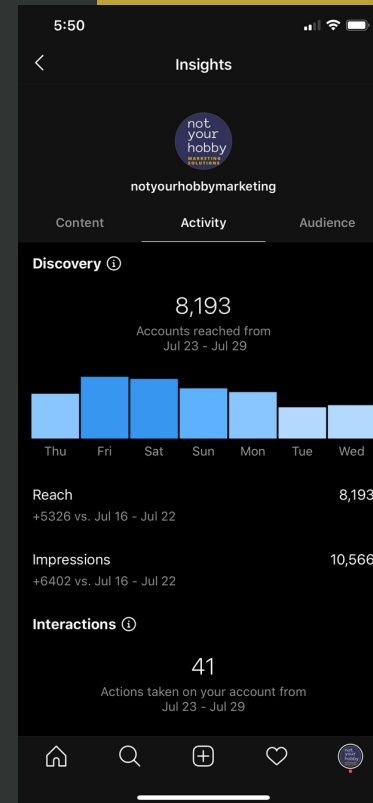 5:50
Insights
not
your
hobby
MARKETING
SOLUTIONS
notyourhobbymarketing
Content Activity Audience
Discovery
8,193
Accounts reached from
Jul 23 - Jul 29
Thu Fri Sat Sun Mon Tue Wed
Reach 8,193
+5326 vs. Jul 16 - Jul 22
Impressions 10,566
+6402 vs. Jul 16 - Jul 22
Interactions
41
Actions taken on your account from
Jul 23 - Jul 29
not
your
hobby